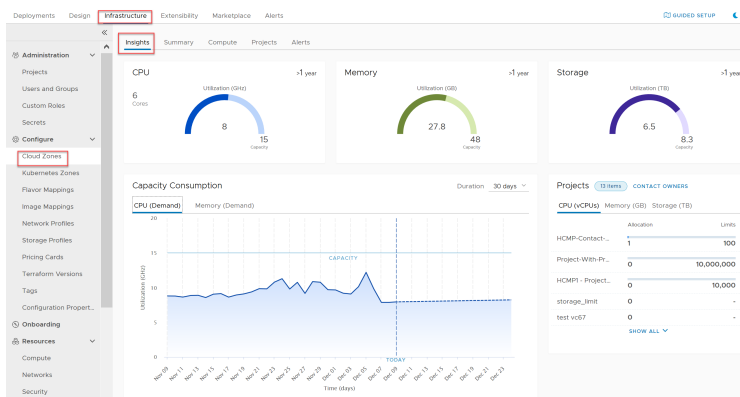 Deployments Design Infrastructure Extensibility Marketplace Alerts GUIDED SETUP
Insights Summary Compute Projects Alerts
Administration
Projects
Users and Groups
Custom Roles
Secrets
Configure
Cloud Zones
Kubernetes Zones
Flavor Mappings
Image Mappings
Network Profiles
Storage Profiles
Pricing Cards
Terraform Versions
Tags
Configuration Propert...
Onboarding
Resources
Compute
Networks
Security
CPU >1 year
6
Cores
Utilization (GHz)
8
15
Capacity
Memory >1 year
Utilization (GB)
27.8
48
Capacity
Storage >1 year
Utilization (TB)
6.5
8.3
Capacity
Capacity Consumption Duration 30 days
CPU (Demand) Memory (Demand)
Utilization (GHz)
20
15
10
5
0
CAPACITY
TODAY
Nov 09 Nov 11 Nov 13 Nov 15 Nov 17 Nov 19 Nov 21 Nov 23 Nov 25 Nov 27 Nov 29 Dec 01 Dec 03 Dec 05 Dec 07 Dec 09 Dec 11 Dec 13 Dec 15 Dec 17 Dec 19 Dec 21 Dec 23
Time (days)
Projects 13 items CONTACT OWNERS
CPU (vCPUs) Memory (GB) Storage (TB)
Allocation Limits
HCMP-Contact-... 1 100
Project-With-Pr... 0 10,000,000
HCMP1 - Project... 0 10,000
storage_limit 0 -
test vc67 0 -
SHOW ALL